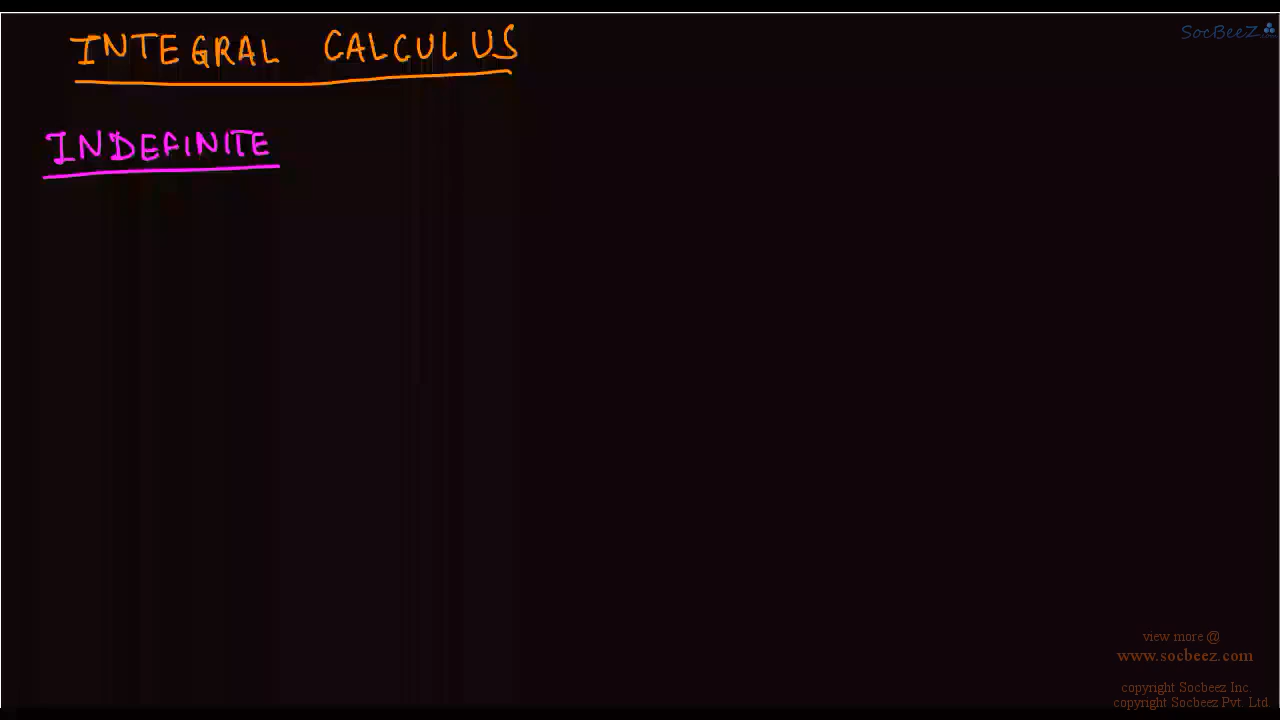 INTEGRAL CALCULUS
SocBeeZ
INDEFINITE
view more @
www.socbeez.com
copyright Socbeez Inc.
copyright Socbeez Pvt. Ltd.